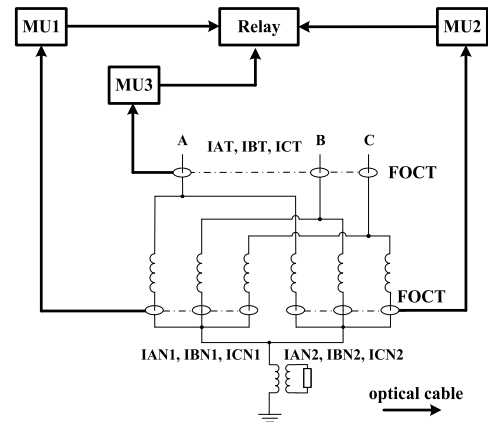 MU1
Relay
MU2
MU3
A
IAT, IBT, ICT
B
C
FOCT
FOCT
IAN1, IBN1, ICN1
IAN2, IBN2, ICN2
optical cable